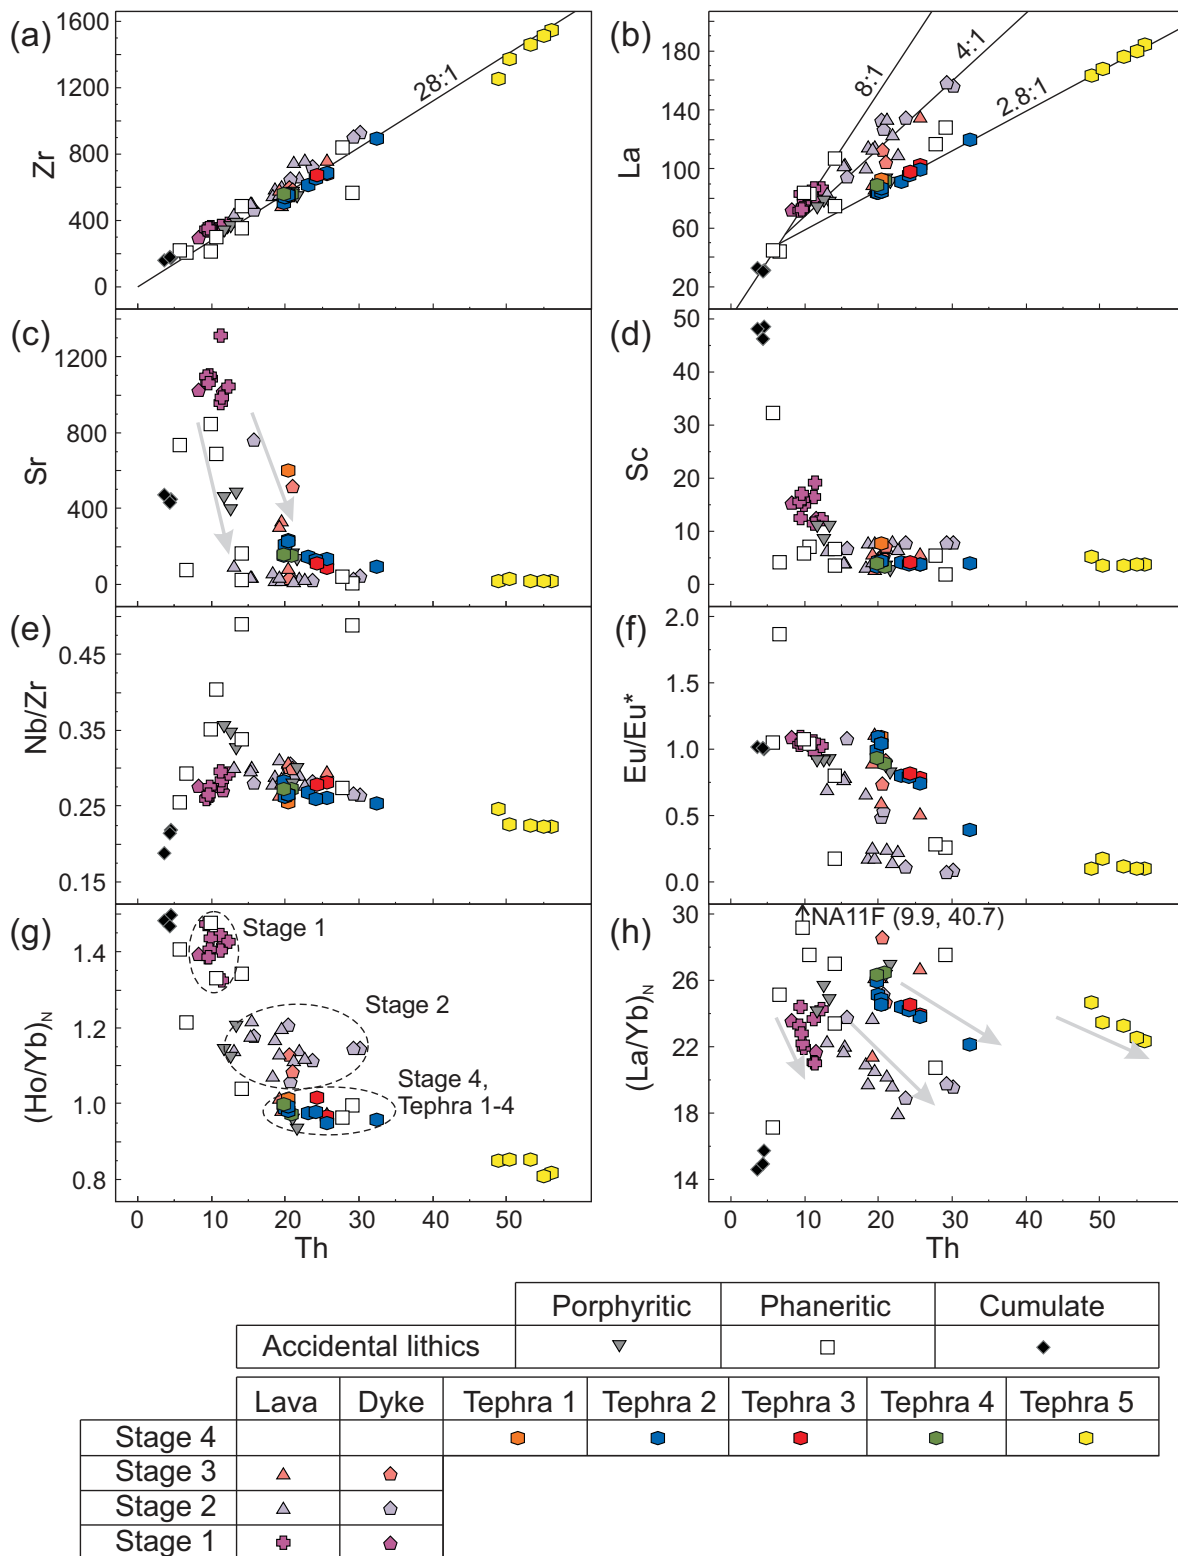 (a)
Zr
1600
1200
800
400
0
28:1
(b)
La
180
140
100
60
20
8:1
4:1
2.8:1
(c)
Sr
1200
800
400
0
(d)
Sc
50
40
30
20
10
0
(e)
Nb/Zr
0.45
0.35
0.25
0.15
(f)
Eu/Eu*
2.0
1.5
1.0
0.5
0.0
(g)
(Ho/Yb)N
1.4
1.2
1.0
0.8
Stage 1
Stage 2
Stage 4,
Tephra 1-4
0 10 20 30 40 50
Th
(h)
(La/Yb)N
30
26
22
18
14
NA11F (9.9, 40.7)
0 10 20 30 40 50
Th
Porphyritic Phaneritic Cumulate
Accidental lithics
Lava Dyke Tephra 1 Tephra 2 Tephra 3 Tephra 4 Tephra 5
Stage 4
Stage 3
Stage 2
Stage 1